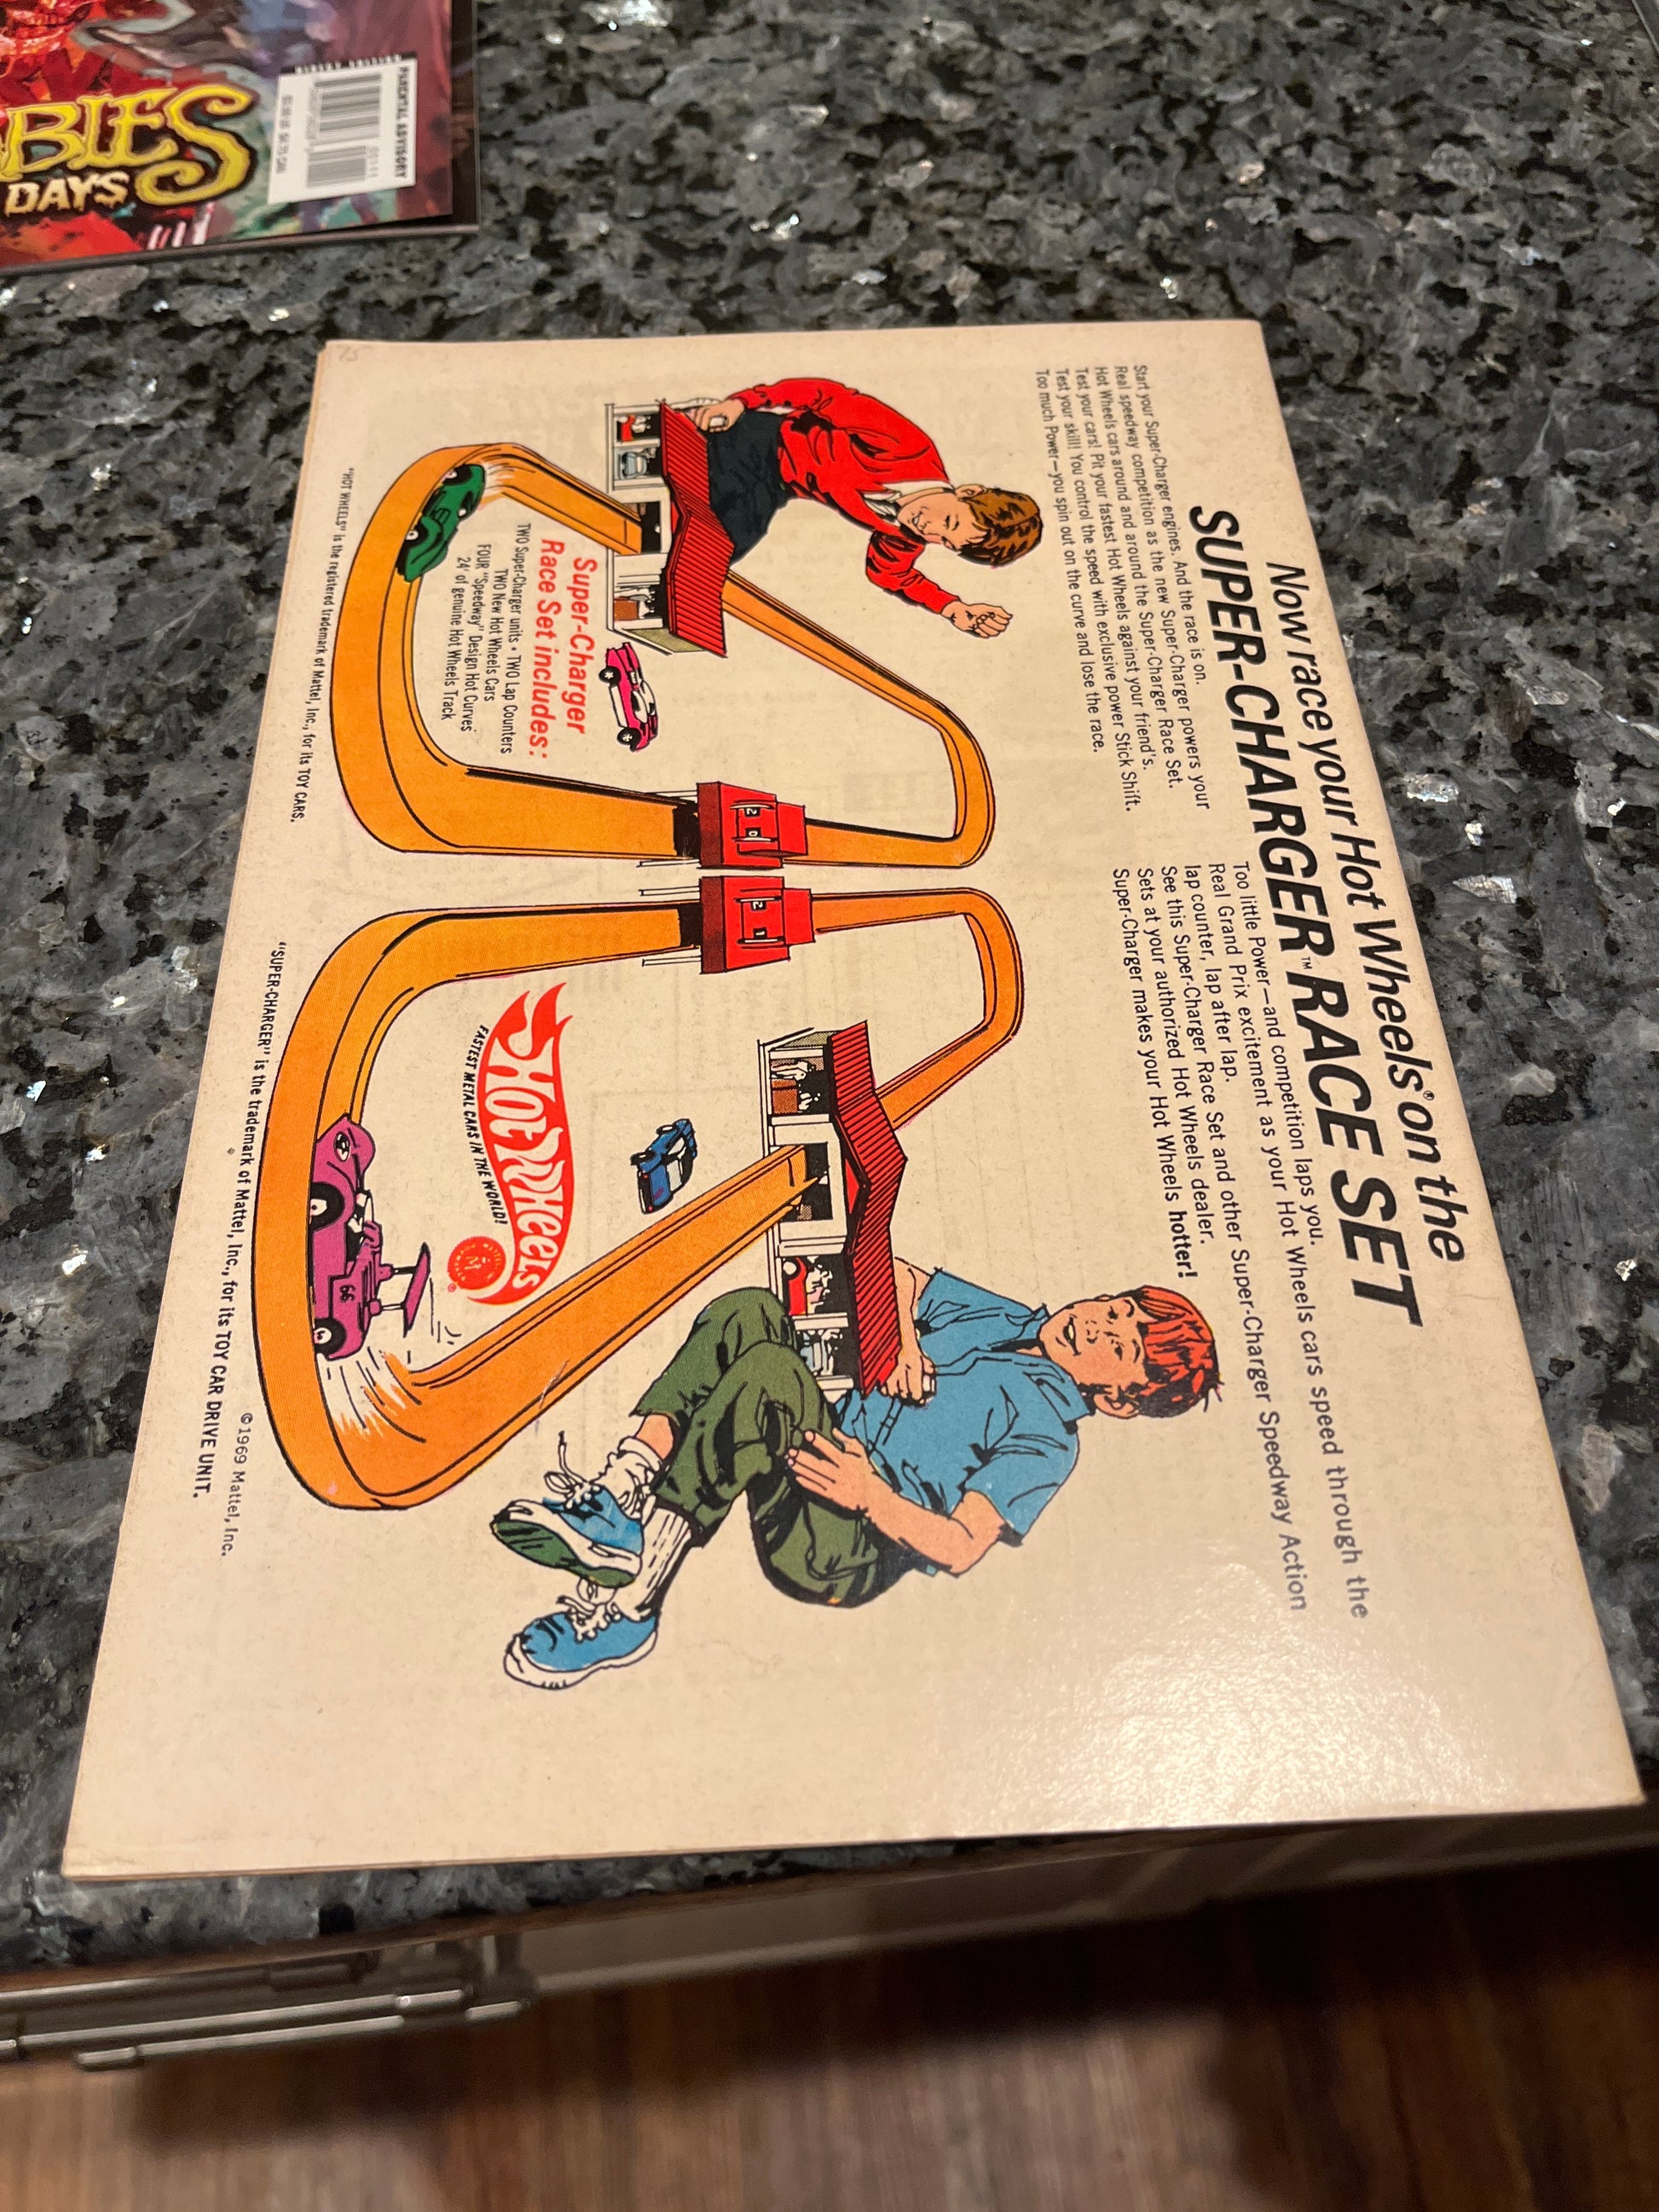 Now race your Hot Wheels® on the
SUPER-CHARGER™ RACE SET
Start your Super-Charger engines. And the race is on.
Real speedway competition as the new Super-Charger powers your
Hot Wheels cars around and around the Super-Charger Race Set.
Test your cars! Pit your fastest Hot Wheels against your friend's.
Test your skill! You control the speed with exclusive power Stick Shift.
Too much Power—you spin out on the curve and lose the race.
Too little Power—and competition laps you.
Real Grand Prix excitement as your Hot Wheels cars speed through the
lap counter, lap after lap.
See this Super-Charger Race Set and other Super-Charger Speedway Action
Sets at your authorized Hot Wheels dealer.
Super-Charger makes your Hot Wheels hotter!
2 0
2 1
Super-Charger
Race Set includes:
TWO Super-Charger units • TWO Lap Counters
TWO New Hot Wheels Cars
FOUR "Speedway" Design Hot Curves
24' of genuine Hot Wheels Track
Hot Wheels
®
FASTEST METAL CARS IN THE WORLD!
66
"HOT WHEELS" is the registered trademark of Mattel, Inc., for its TOY CARS.
"SUPER-CHARGER" is the trademark of Mattel, Inc., for its TOY CAR DRIVE UNIT.
©1969 Mattel, Inc.
75
BIES
DAYS
PARENTAL ADVISORY
00111